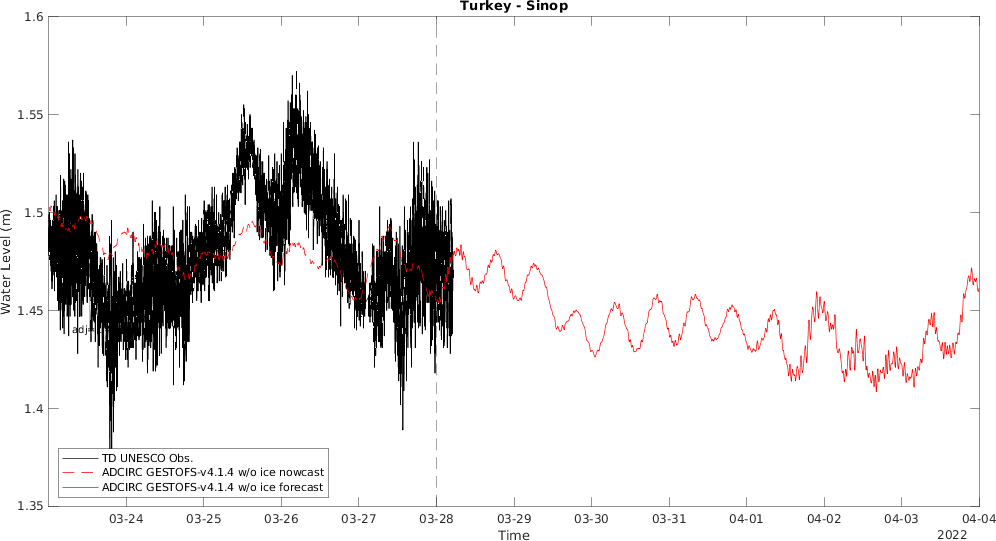 Turkey - Sinop
Water Level (m)
1.6
1.55
1.5
1.45
1.4
1.35
adj=
TD UNESCO Obs.
ADCIRC GESTOFS-v4.1.4 w/o ice nowcast
ADCIRC GESTOFS-v4.1.4 w/o ice forecast
03-24 03-25 03-26 03-27 03-28 03-29 03-30 03-31 04-01 04-02 04-03 04-04
Time
2022